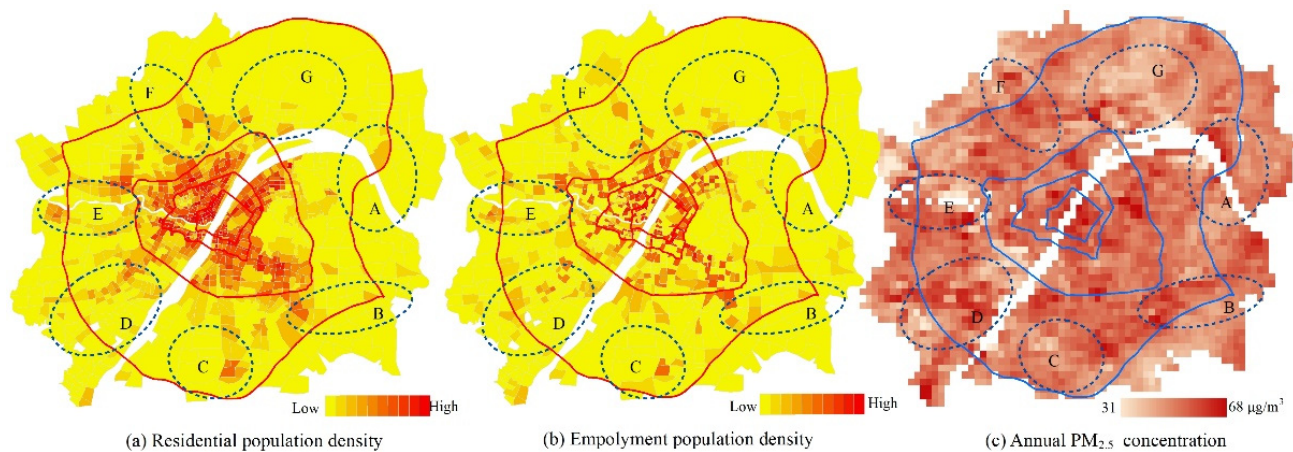 F
G
A
E
D
B
C
Low High
(a) Residential population density
F
G
A
E
D
B
C
Low High
(b) Empolyment population density
F
G
A
E
D
B
C
31 68 μg/m³
(c) Annual PM₂.₅ concentration